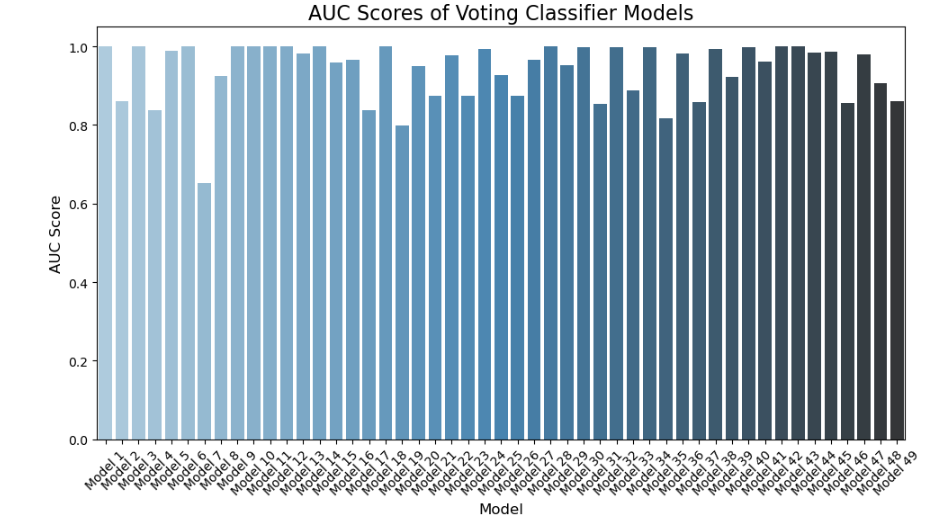 AUC Scores of Voting Classifier Models
1.0
0.8
0.6
0.4
0.2
0.0
AUC Score
Model 1
Model 2
Model 3
Model 4
Model 5
Model 6
Model 7
Model 8
Model 9
Model 10
Model 11
Model 12
Model 13
Model 14
Model 15
Model 16
Model 17
Model 18
Model 19
Model 20
Model 21
Model 22
Model 23
Model 24
Model 25
Model 26
Model 27
Model 28
Model 29
Model 30
Model 31
Model 32
Model 33
Model 34
Model 35
Model 36
Model 37
Model 38
Model 39
Model 40
Model 41
Model 42
Model 43
Model 44
Model 45
Model 46
Model 47
Model 48
Model 49
Model